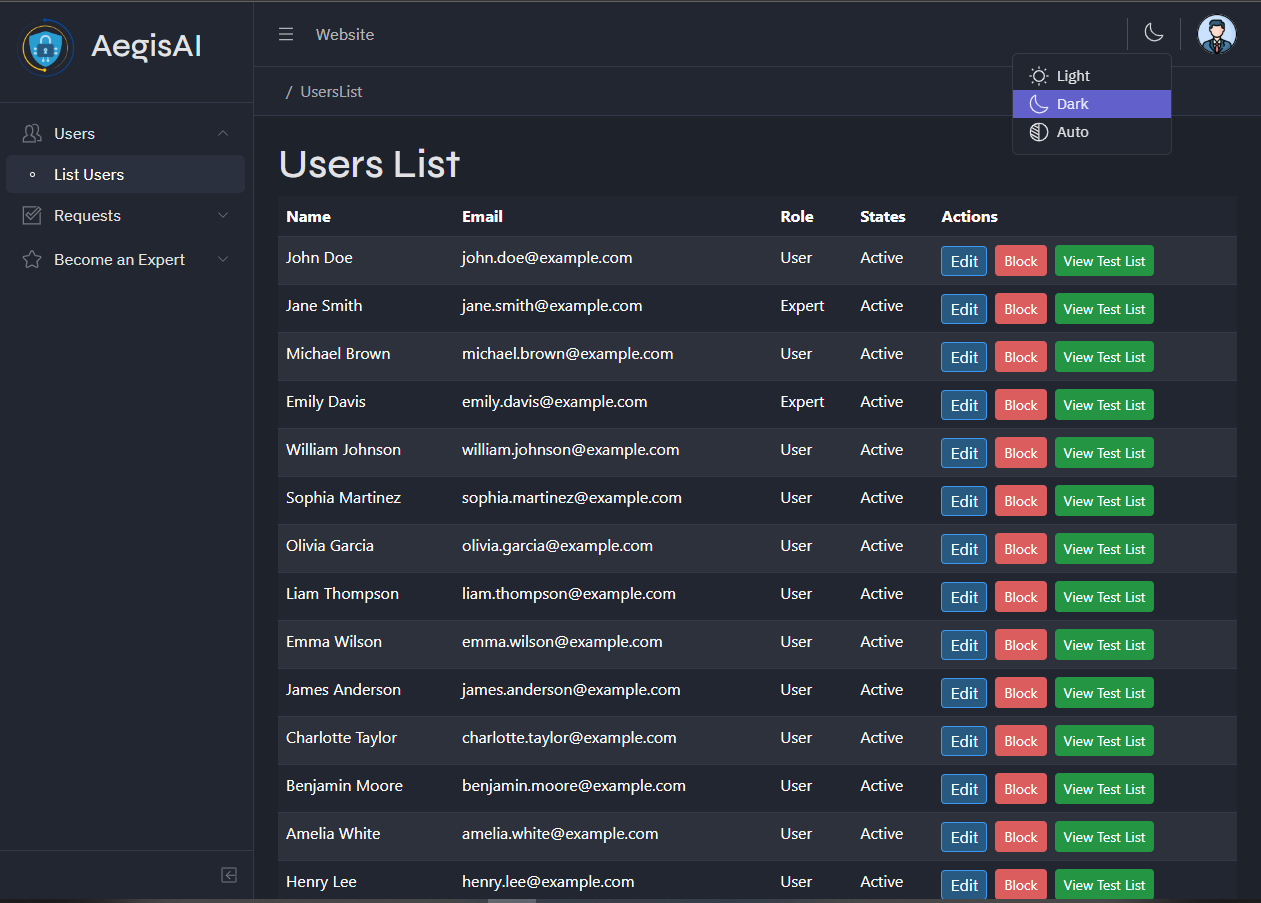 AegisAI
Website
Light
Dark
Auto
/ UsersList
Users
List Users
Requests
Become an Expert
Users List
Name Email Role States Actions
John Doe john.doe@example.com User Active Edit Block View Test List
Jane Smith jane.smith@example.com Expert Active Edit Block View Test List
Michael Brown michael.brown@example.com User Active Edit Block View Test List
Emily Davis emily.davis@example.com Expert Active Edit Block View Test List
William Johnson william.johnson@example.com User Active Edit Block View Test List
Sophia Martinez sophia.martinez@example.com User Active Edit Block View Test List
Olivia Garcia olivia.garcia@example.com User Active Edit Block View Test List
Liam Thompson liam.thompson@example.com User Active Edit Block View Test List
Emma Wilson emma.wilson@example.com User Active Edit Block View Test List
James Anderson james.anderson@example.com User Active Edit Block View Test List
Charlotte Taylor charlotte.taylor@example.com User Active Edit Block View Test List
Benjamin Moore benjamin.moore@example.com User Active Edit Block View Test List
Amelia White amelia.white@example.com User Active Edit Block View Test List
Henry Lee henry.lee@example.com User Active Edit Block View Test List